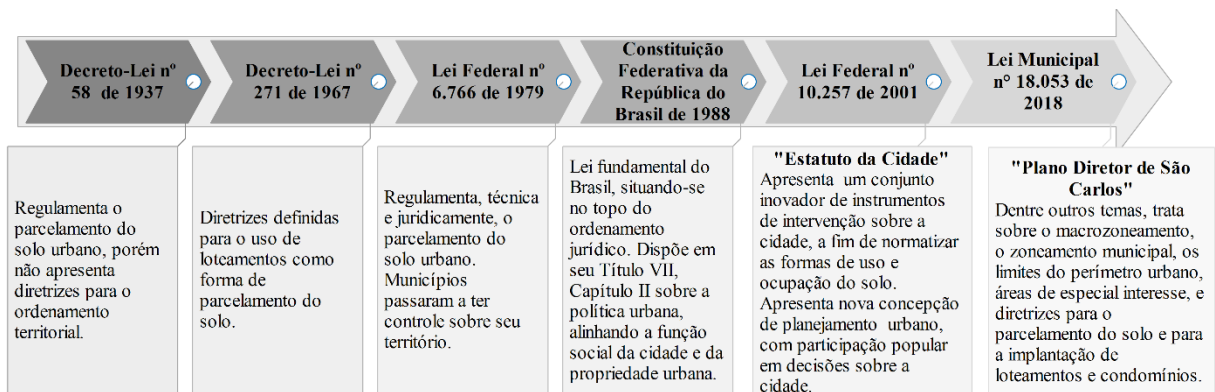 Decreto-Lei nº
58 de 1937
Decreto-Lei nº
271 de 1967
Lei Federal nº
6.766 de 1979
Constituição
Federativa da
República do
Brasil de 1988
Lei Federal nº
10.257 de 2001
Lei Municipal
n° 18.053 de
2018
Regulamenta o
parcelamento do
solo urbano, porém
não apresenta
diretrizes para o
ordenamento
territorial.
Diretrizes definidas
para o uso de
loteamentos como
forma de
parcelamento do
solo.
Regulamenta, técnica
e juridicamente, o
parcelamento do
solo urbano.
Municípios
passaram a ter
controle sobre seu
território.
Lei fundamental do
Brasil, situando-se
no topo do
ordenamento
jurídico. Dispõe em
seu Título VII,
Capítulo II sobre a
política urbana,
alinhando a função
social da cidade e da
propriedade urbana.
"Estatuto da Cidade"
Apresenta um conjunto
inovador de instrumentos
de intervenção sobre a
cidade, a fim de normatizar
as formas de uso e
ocupação do solo.
Apresenta nova concepção
de planejamento urbano,
com participação popular
em decisões sobre a
cidade.
"Plano Diretor de São
Carlos"
Dentre outros temas, trata
sobre o macrozoneamento,
o zoneamento municipal, os
limites do perímetro urbano,
áreas de especial interesse, e
diretrizes para o
parcelamento do solo e para
a implantação de
loteamentos e condomínios.